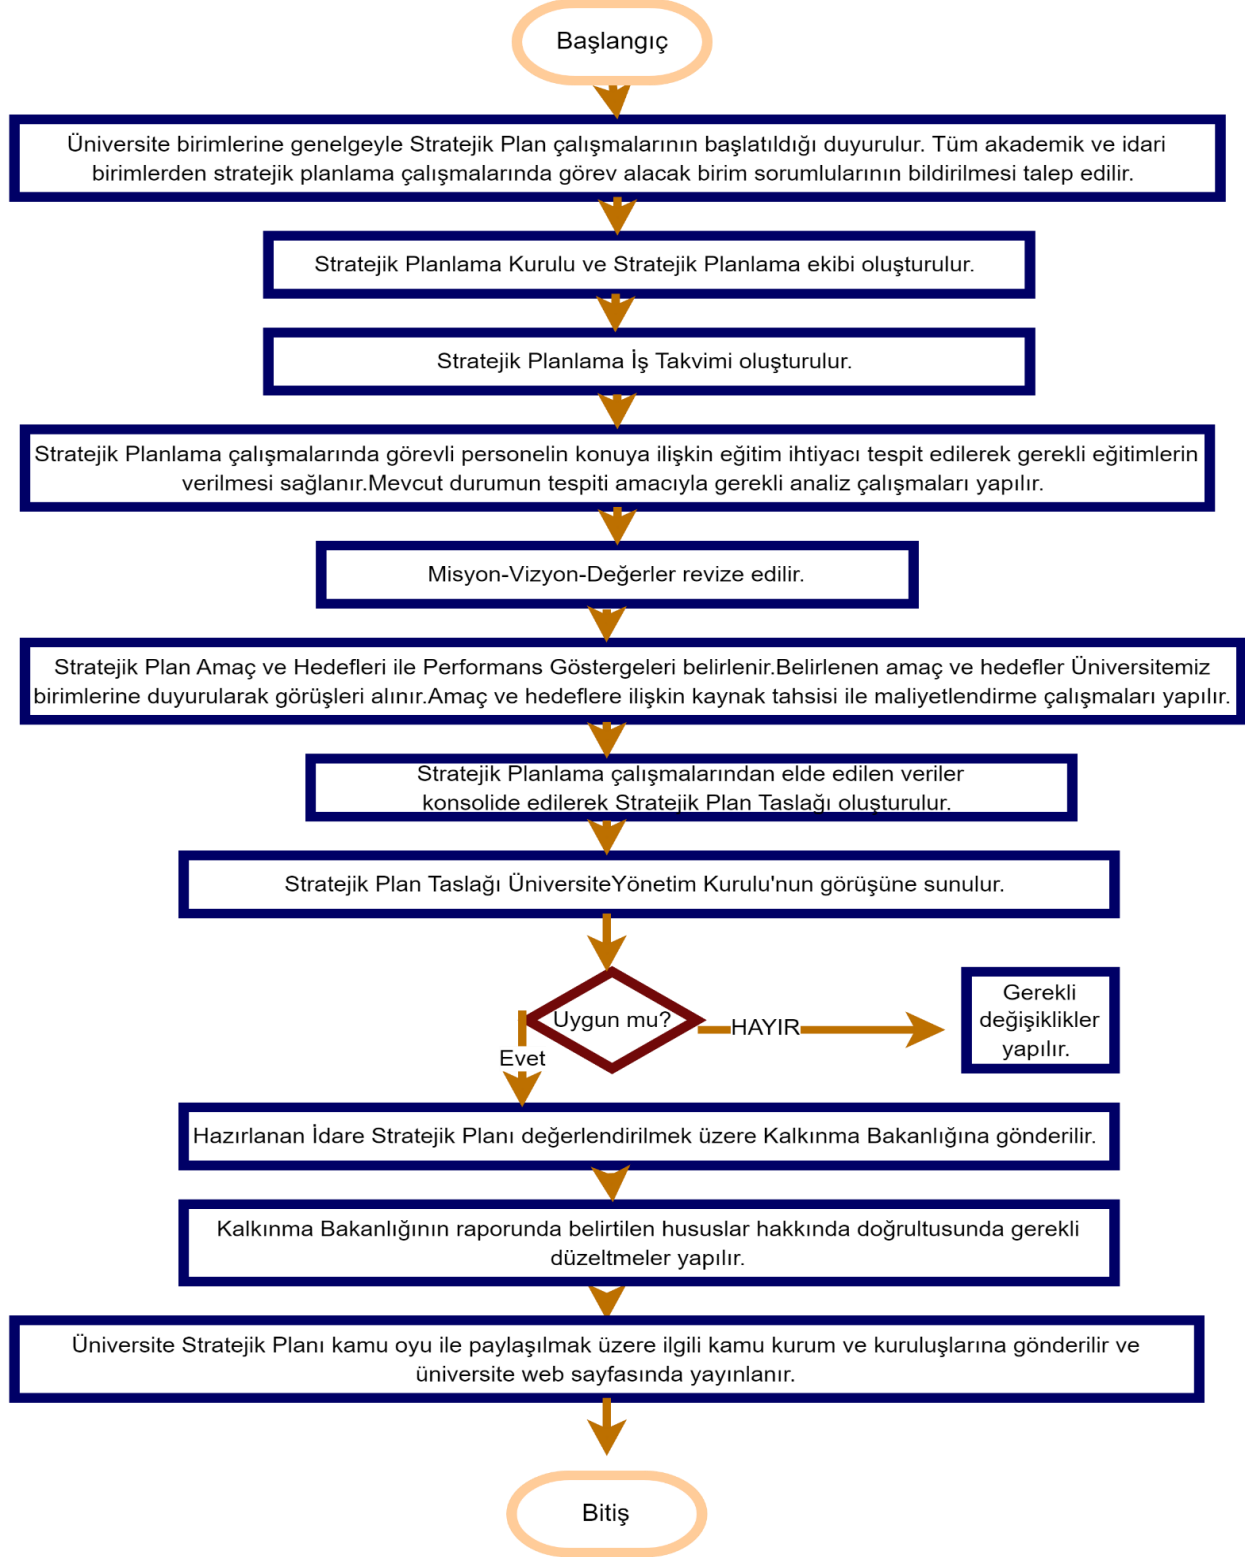 Başlangıç
Üniversite birimlerine genelgeyle Stratejik Plan çalışmalarının başlatıldığı duyurulur. Tüm akademik ve idari
birimlerden stratejik planlama çalışmalarında görev alacak birim sorumlularının bildirilmesi talep edilir.
Stratejik Planlama Kurulu ve Stratejik Planlama ekibi oluşturulur.
Stratejik Planlama İş Takvimi oluşturulur.
Stratejik Planlama çalışmalarında görevli personelin konuya ilişkin eğitim ihtiyacı tespit edilerek gerekli eğitimlerin
verilmesi sağlanır.Mevcut durumun tespiti amacıyla gerekli analiz çalışmaları yapılır.
Misyon-Vizyon-Değerler revize edilir.
Stratejik Plan Amaç ve Hedefleri ile Performans Göstergeleri belirlenir.Belirlenen amaç ve hedefler Üniversitemiz
birimlerine duyurularak görüşleri alınır.Amaç ve hedeflere ilişkin kaynak tahsisi ile maliyetlendirme çalışmaları yapılır.
Stratejik Planlama çalışmalarından elde edilen veriler
konsolide edilerek Stratejik Plan Taslağı oluşturulur.
Stratejik Plan Taslağı ÜniversiteYönetim Kurulu'nun görüşüne sunulur.
Uygun mu?
HAYIR
Gerekli
değişiklikler
yapılır.
Evet
Hazırlanan İdare Stratejik Planı değerlendirilmek üzere Kalkınma Bakanlığına gönderilir.
Kalkınma Bakanlığının raporunda belirtilen hususlar hakkında doğrultusunda gerekli
düzeltmeler yapılır.
Üniversite Stratejik Planı kamu oyu ile paylaşılmak üzere ilgili kamu kurum ve kuruluşlarına gönderilir ve
üniversite web sayfasında yayınlanır.
Bitiş